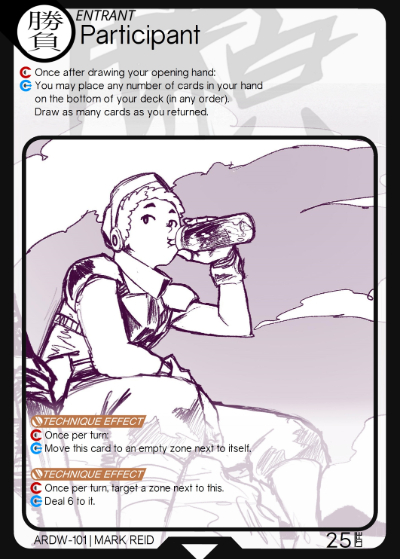 勝負
ENTRANT
Participant
C Once after drawing your opening hand:
E You may place any number of cards in your hand
on the bottom of your deck (in any order).
Draw as many cards as you returned.
TECHNIQUE EFFECT
C Once per turn:
E Move this card to an empty zone next to itself.
TECHNIQUE EFFECT
C Once per turn, target a zone next to this.
E Deal 6 to it.
ARDW-101 | MARK REID
25 LIFE